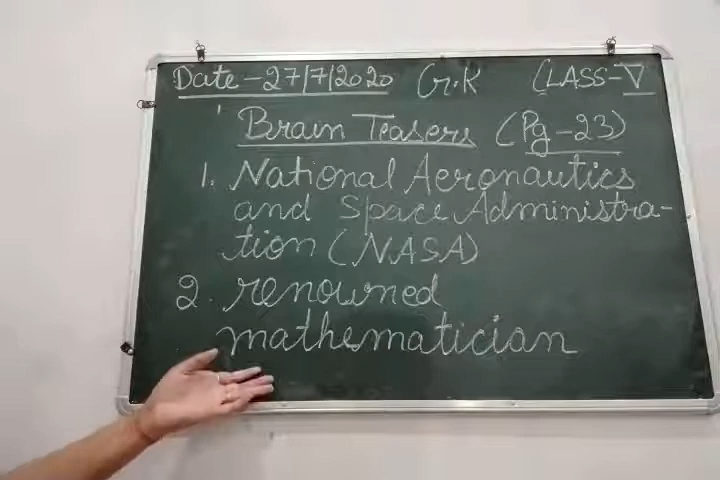 Date - 27/7/2020 G.K CLASS-V
Brain Teasers (Pg-23)
1. National Aeronautics
and Space Administra-
tion (NASA)
2. renowned
mathematician